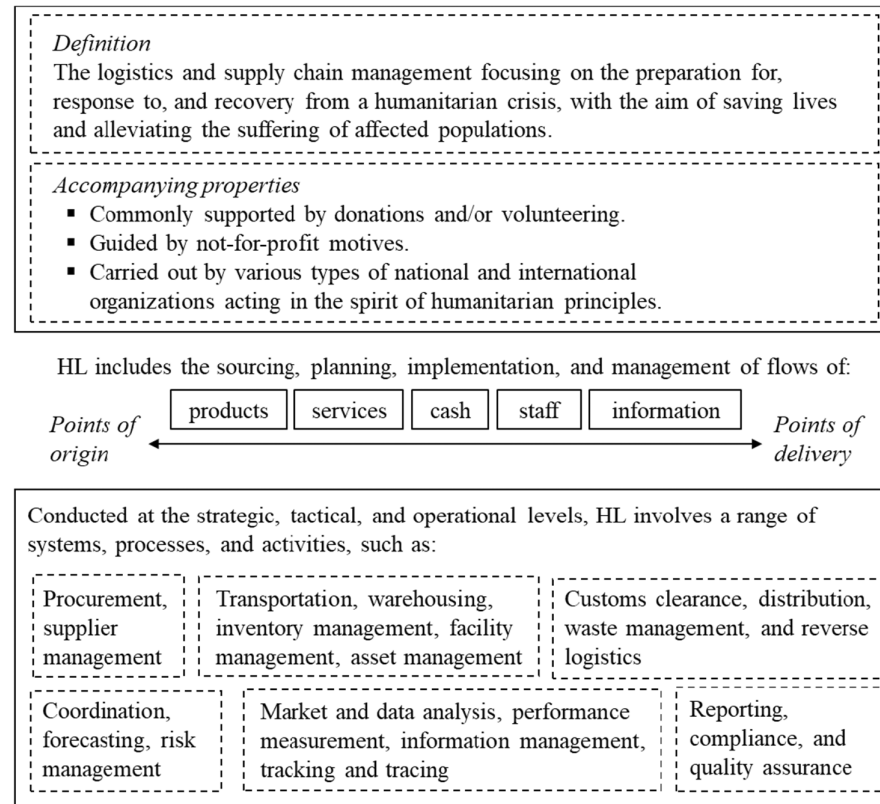 Definition
The logistics and supply chain management focusing on the preparation for,
response to, and recovery from a humanitarian crisis, with the aim of saving lives
and alleviating the suffering of affected populations.
Accompanying properties
▪ Commonly supported by donations and/or volunteering.
▪ Guided by not-for-profit motives.
▪ Carried out by various types of national and international
organizations acting in the spirit of humanitarian principles.
HL includes the sourcing, planning, implementation, and management of flows of:
Points of
origin
products
services
cash
staff
information
Points of
delivery
Conducted at the strategic, tactical, and operational levels, HL involves a range of
systems, processes, and activities, such as:
Procurement,
supplier
management
Transportation, warehousing,
inventory management, facility
management, asset management
Customs clearance, distribution,
waste management, and reverse
logistics
Coordination,
forecasting, risk
management
Market and data analysis, performance
measurement, information management,
tracking and tracing
Reporting,
compliance, and
quality assurance